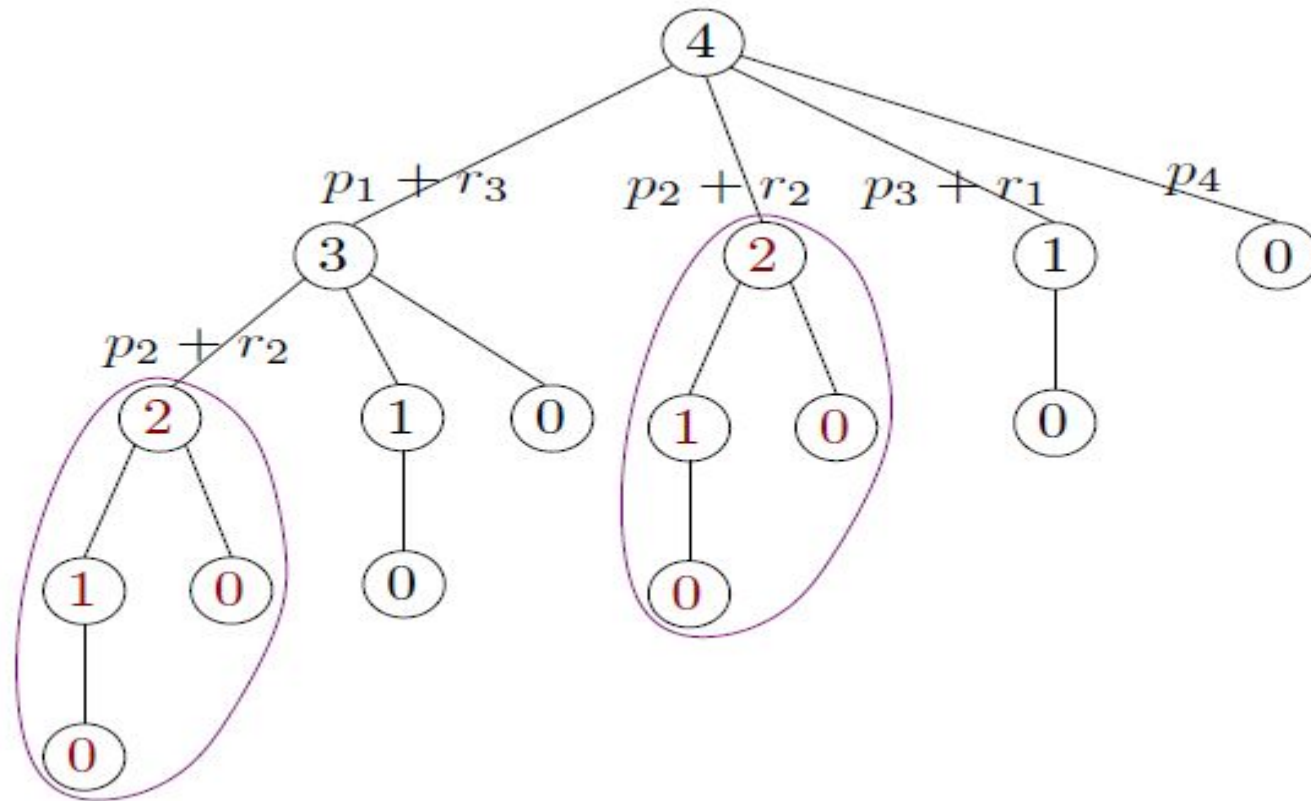 4
p₁ + r₃ p₂ + r₂ p₃ + r₁ p₄
3 2 1 0
p₂ + r₂
2 1 0 1 0 0
1 0 0 0
0